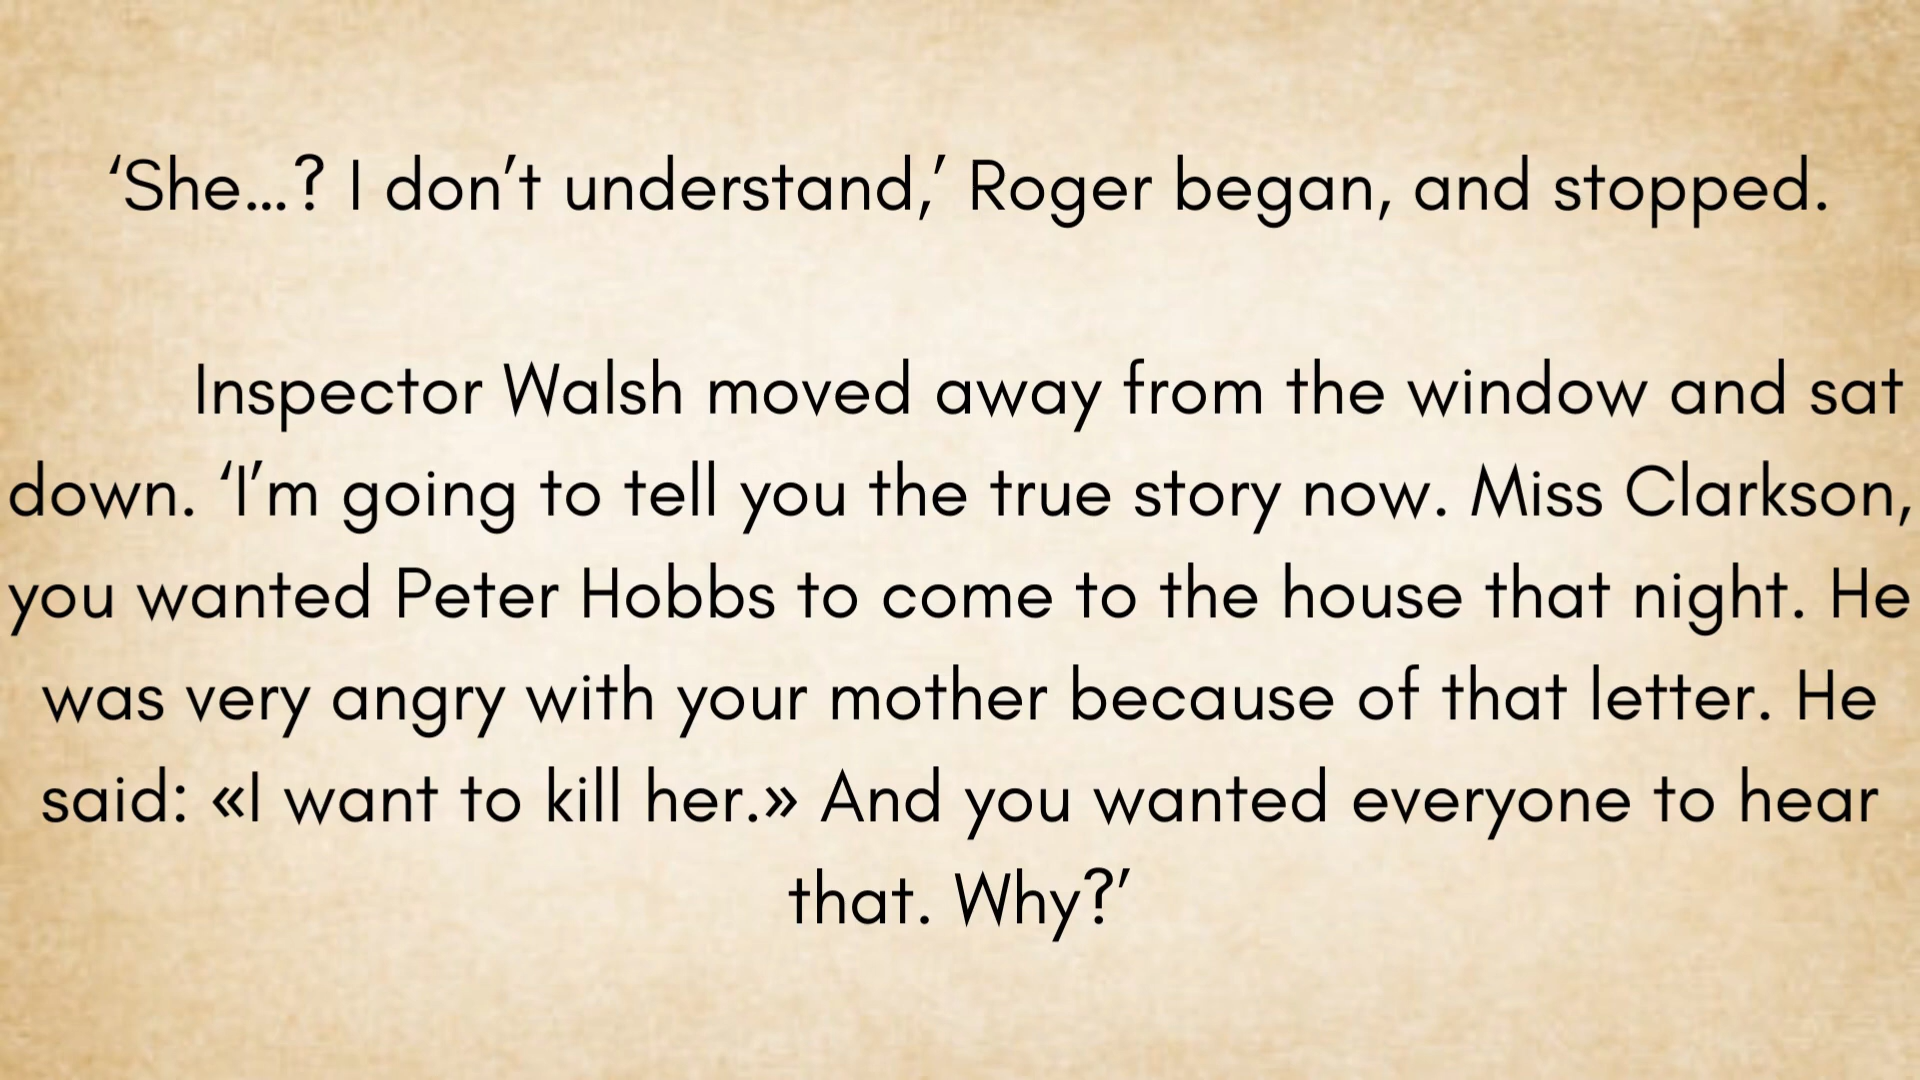 ‘She...? I don’t understand,’ Roger began, and stopped.
Inspector Walsh moved away from the window and sat
down. ‘I’m going to tell you the true story now. Miss Clarkson,
you wanted Peter Hobbs to come to the house that night. He
was very angry with your mother because of that letter. He
said: «I want to kill her.» And you wanted everyone to hear
that. Why?’